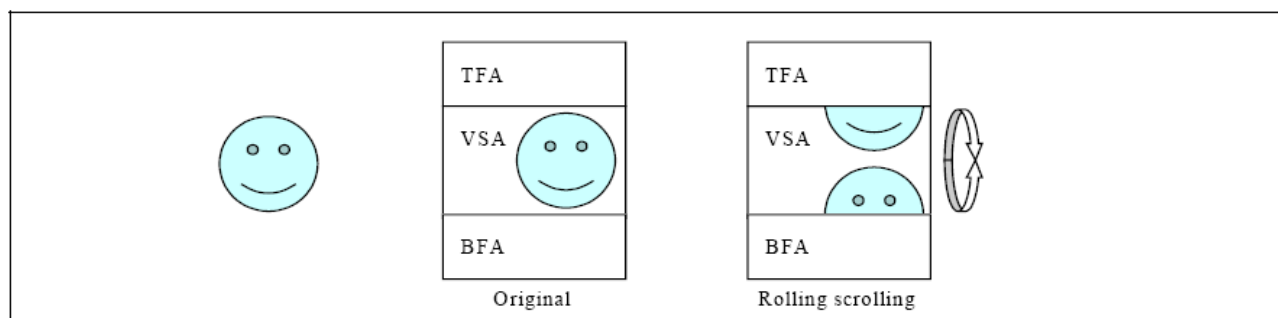 TFA
VSA
BFA
Original
TFA
VSA
BFA
Rolling scrolling